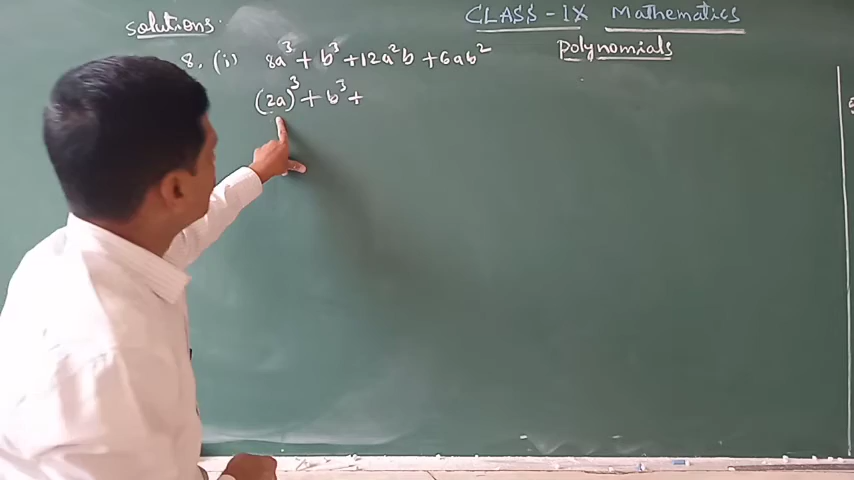 CLASS-IX Mathematics
solutions.
polynomials
8. (i) 8a³ + b³ + 12a²b + 6ab²
(2a)³ + b³ +